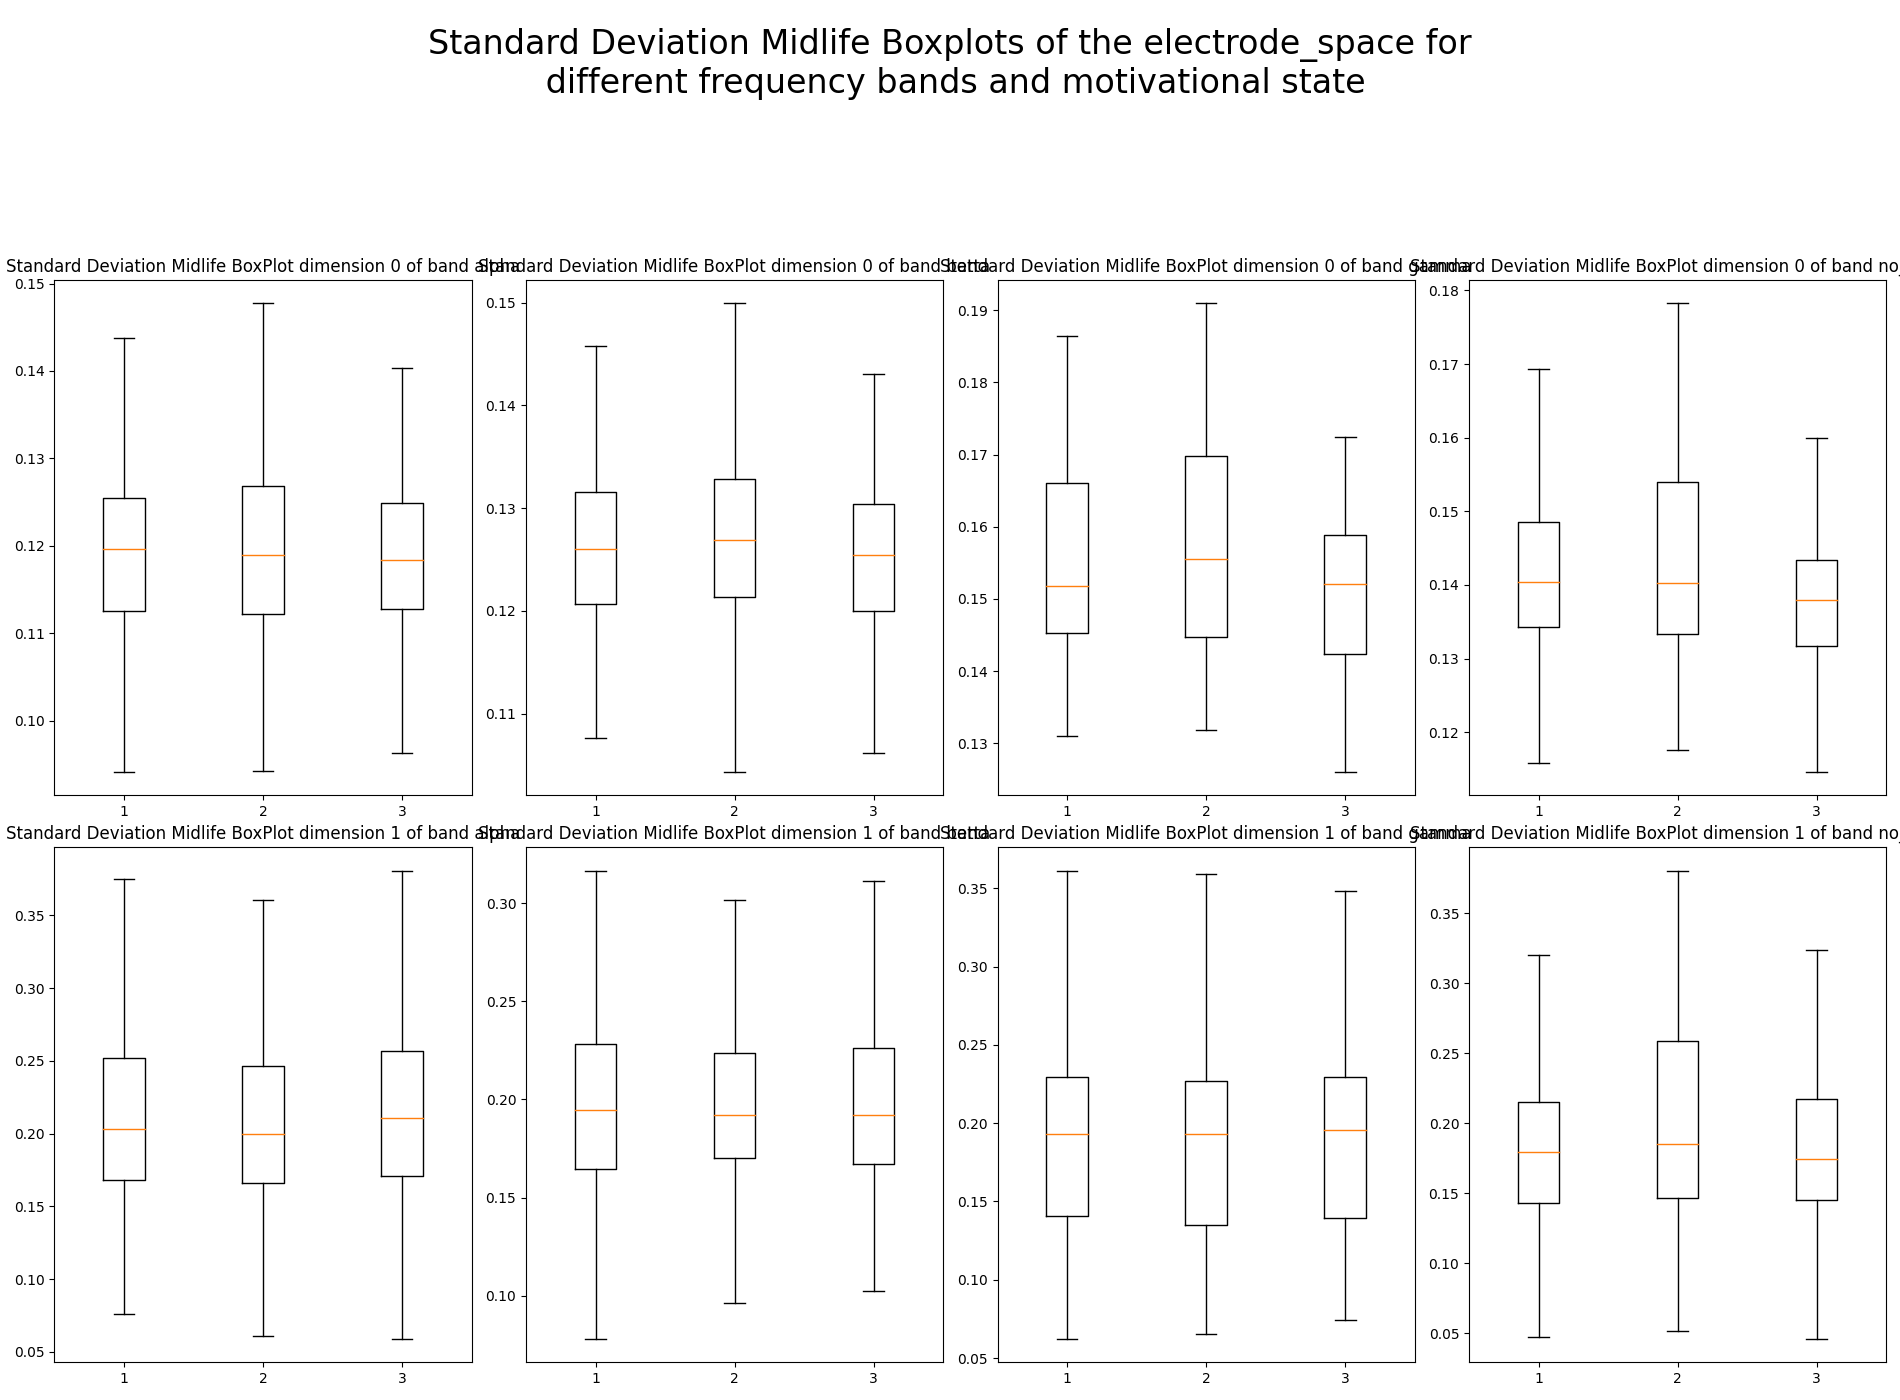 Standard Deviation Midlife Boxplots of the electrode_space for
different frequency bands and motivational state
Standard Deviation Midlife BoxPlot dimension 0 of band alpha
Standard Deviation Midlife BoxPlot dimension 0 of band betta
Standard Deviation Midlife BoxPlot dimension 0 of band gamma
Standard Deviation Midlife BoxPlot dimension 0 of band no_
0.15
0.14
0.13
0.12
0.11
0.10
1 2 3
0.15
0.14
0.13
0.12
0.11
1 2 3
0.19
0.18
0.17
0.16
0.15
0.14
0.13
1 2 3
0.18
0.17
0.16
0.15
0.14
0.13
0.12
1 2 3
Standard Deviation Midlife BoxPlot dimension 1 of band alpha
Standard Deviation Midlife BoxPlot dimension 1 of band betta
Standard Deviation Midlife BoxPlot dimension 1 of band gamma
Standard Deviation Midlife BoxPlot dimension 1 of band no_
0.35
0.30
0.25
0.20
0.15
0.10
0.05
1 2 3
0.30
0.25
0.20
0.15
0.10
1 2 3
0.35
0.30
0.25
0.20
0.15
0.10
0.05
1 2 3
0.35
0.30
0.25
0.20
0.15
0.10
0.05
1 2 3